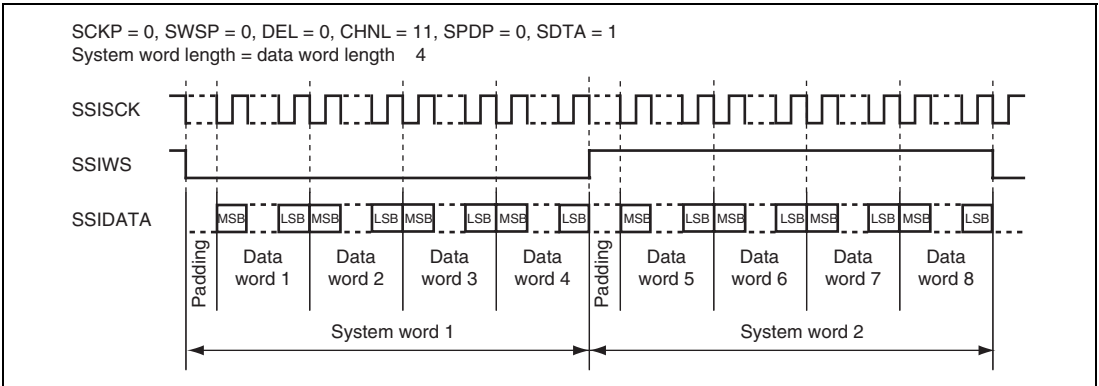 SCKP = 0, SWSP = 0, DEL = 0, CHNL = 11, SPDP = 0, SDTA = 1
System word length = data word length 4
SSISCK
SSIWS
SSIDATA
MSB LSB MSB LSB MSB LSB MSB LSB MSB LSB MSB LSB MSB LSB MSB LSB
Padding
Data word 1
Data word 2
Data word 3
Data word 4
Padding
Data word 5
Data word 6
Data word 7
Data word 8
System word 1
System word 2